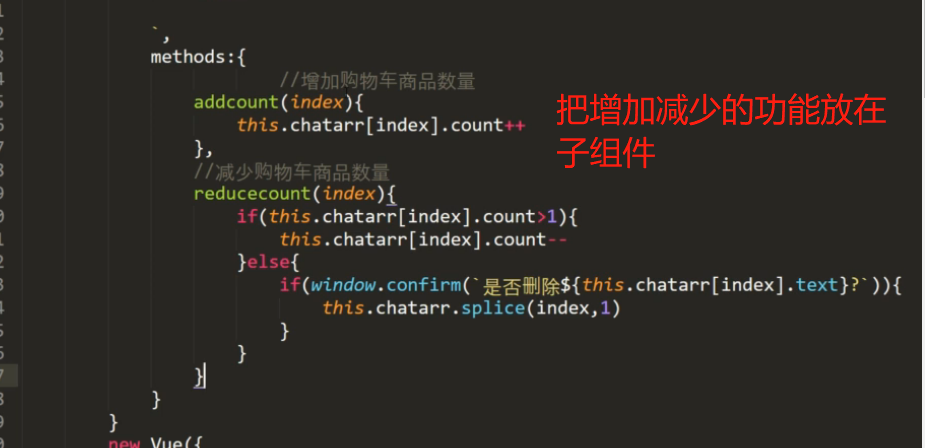 `,
methods:{
//增加购物车商品数量
addcount(index){
this.chatarr[index].count++
},
//减少购物车商品数量
reducecount(index){
if(this.chatarr[index].count>1){
this.chatarr[index].count--
}else{
if(window.confirm(`是否删除${this.chatarr[index].text}?`)){
this.chatarr.splice(index,1)
}
}
}
}
}
new Vue({
把增加减少的功能放在
子组件